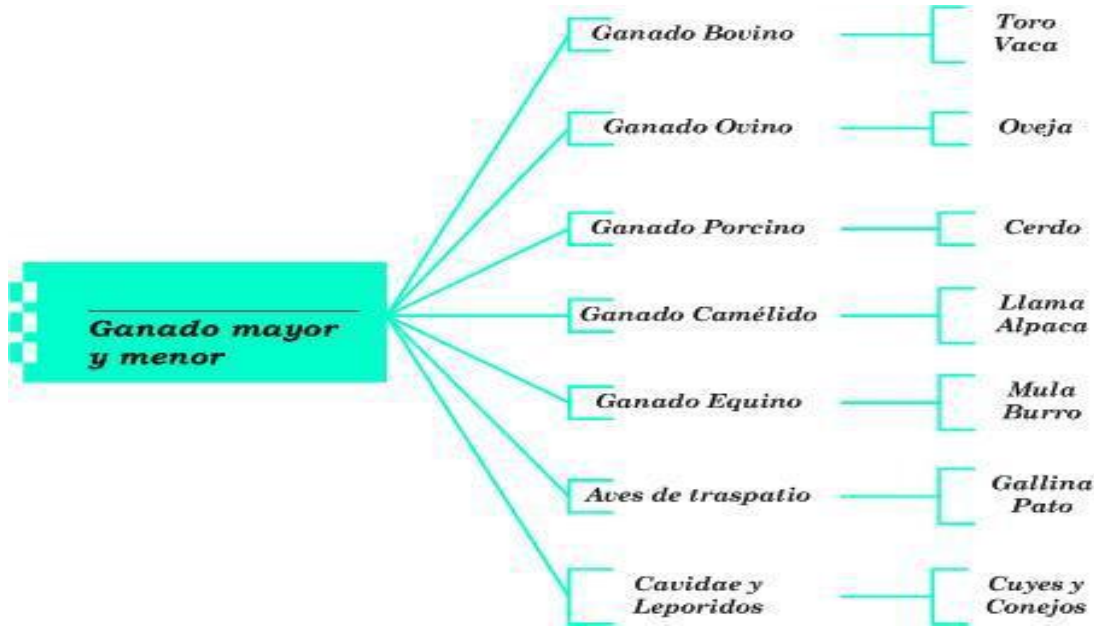 Ganado mayor
y menor
Ganado Bovino
Toro
Vaca
Ganado Ovino
Oveja
Ganado Porcino
Cerdo
Ganado Camélido
Llama
Alpaca
Ganado Equino
Mula
Burro
Aves de traspatio
Gallina
Pato
Cavidae y
Leporidos
Cuyes y
Conejos